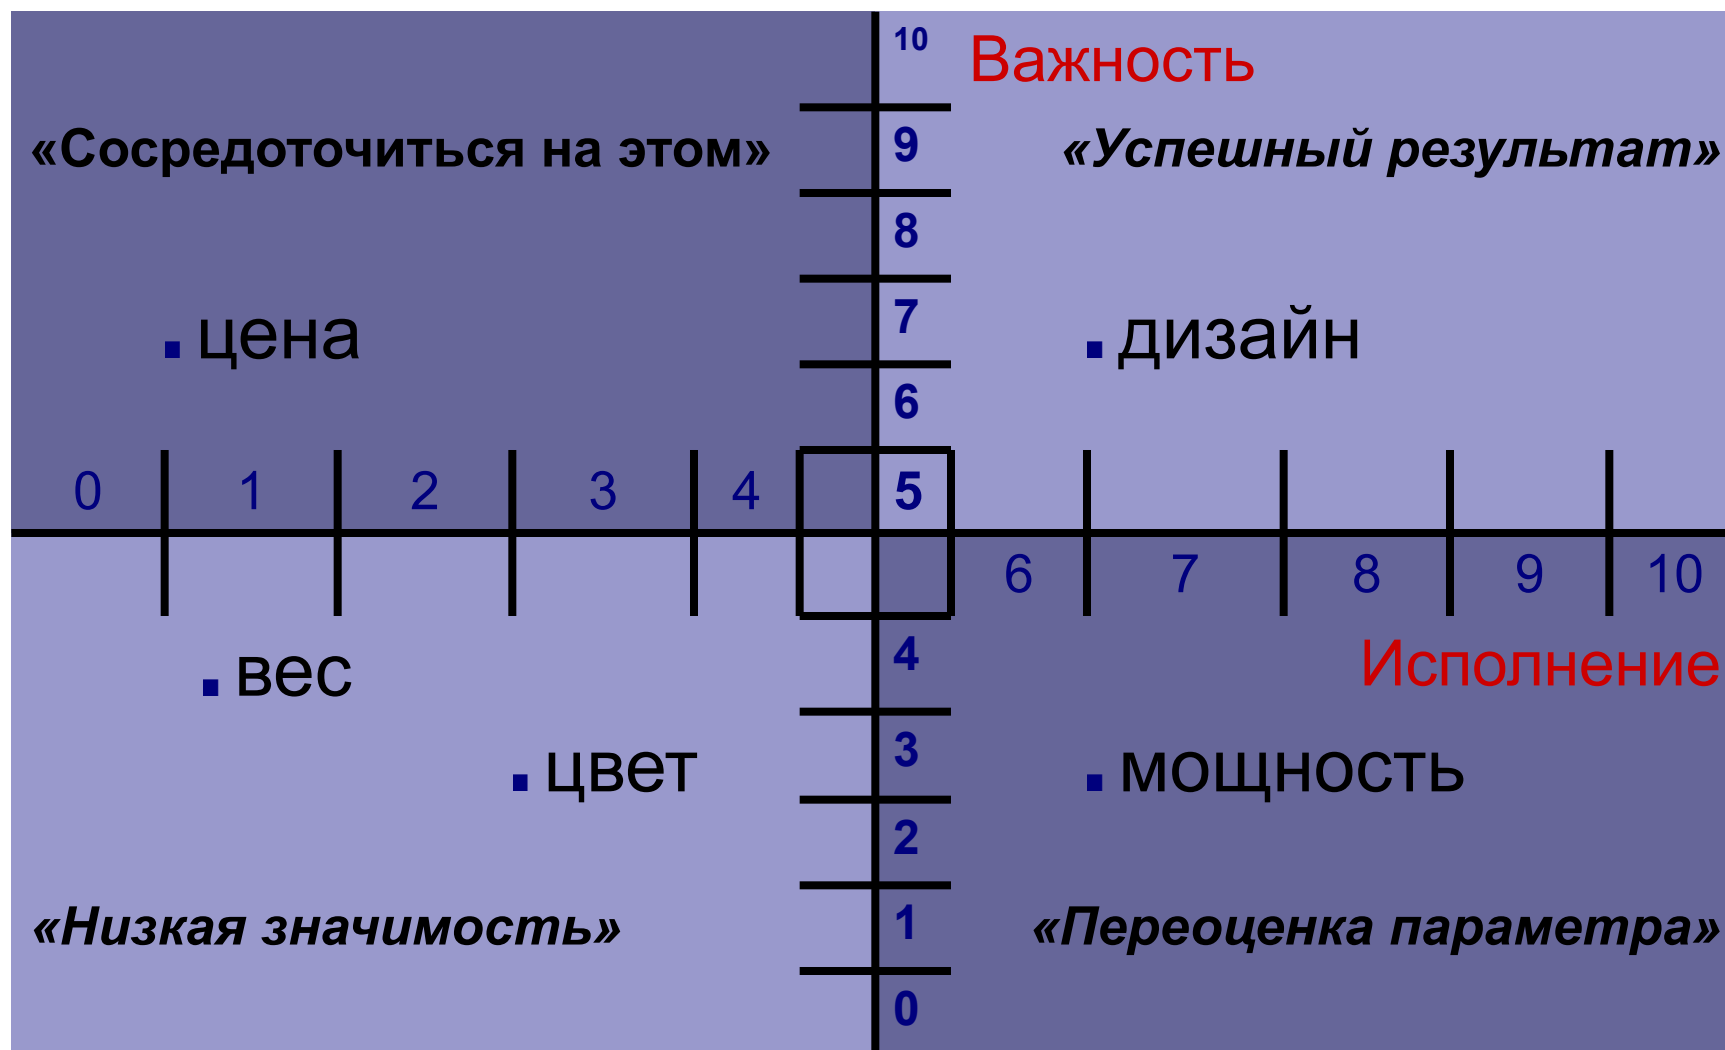 10
Важность
«Сосредоточиться на этом»
9
«Успешный результат»
8
7
цена
дизайн
6
0 1 2 3 4 5
6 7 8 9 10
4
Исполнение
вес
3
цвет
мощность
2
«Низкая значимость»
1
«Переоценка параметра»
0